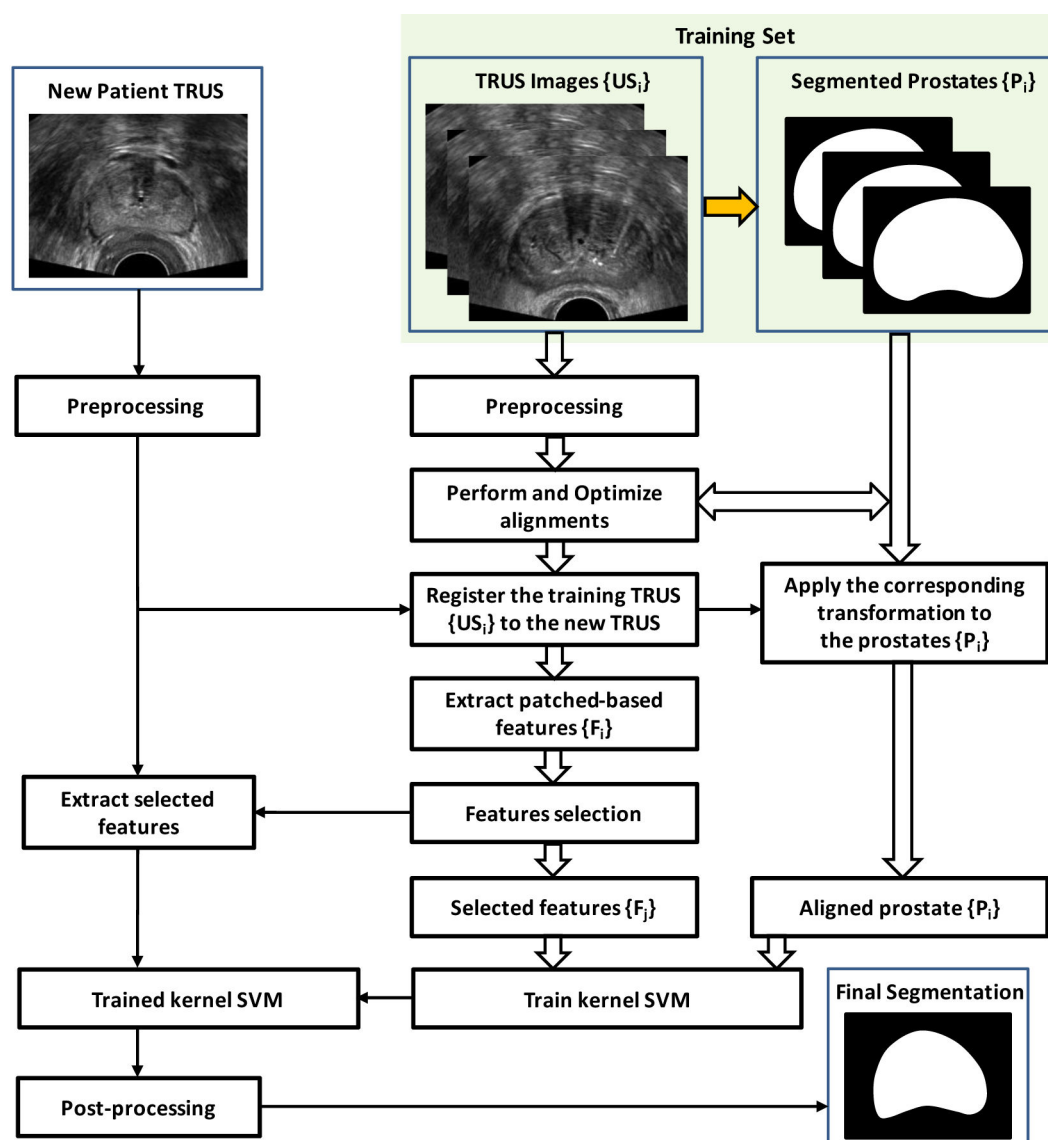 Training Set
New Patient TRUS
TRUS Images {USi}
Segmented Prostates {Pi}
Preprocessing
Preprocessing
Perform and Optimize
alignments
Register the training TRUS
{USi} to the new TRUS
Apply the corresponding
transformation to
the prostates {Pi}
Extract patched-based
features {Fi}
Extract selected
features
Features selection
Selected features {Fj}
Aligned prostate {Pi}
Trained kernel SVM
Train kernel SVM
Final Segmentation
Post-processing